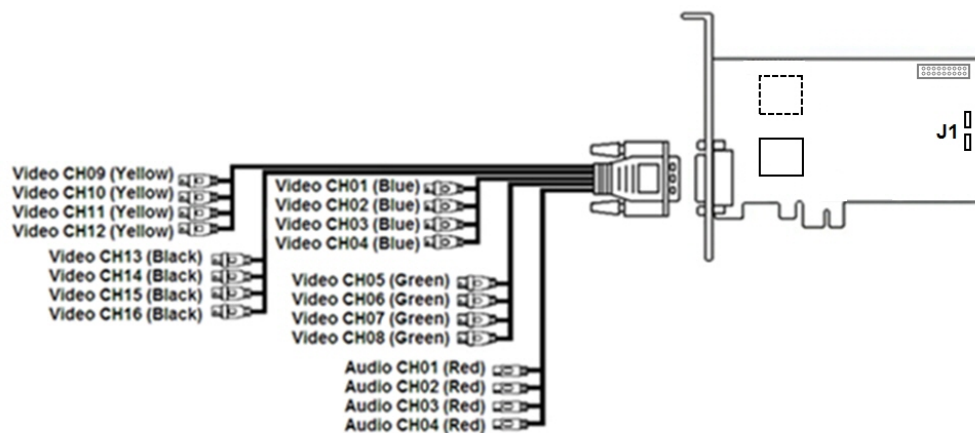 J1
Video CH09 (Yellow)
Video CH10 (Yellow)
Video CH11 (Yellow)
Video CH12 (Yellow)
Video CH01 (Blue)
Video CH02 (Blue)
Video CH03 (Blue)
Video CH04 (Blue)
Video CH13 (Black)
Video CH14 (Black)
Video CH15 (Black)
Video CH16 (Black)
Video CH05 (Green)
Video CH06 (Green)
Video CH07 (Green)
Video CH08 (Green)
Audio CH01 (Red)
Audio CH02 (Red)
Audio CH03 (Red)
Audio CH04 (Red)